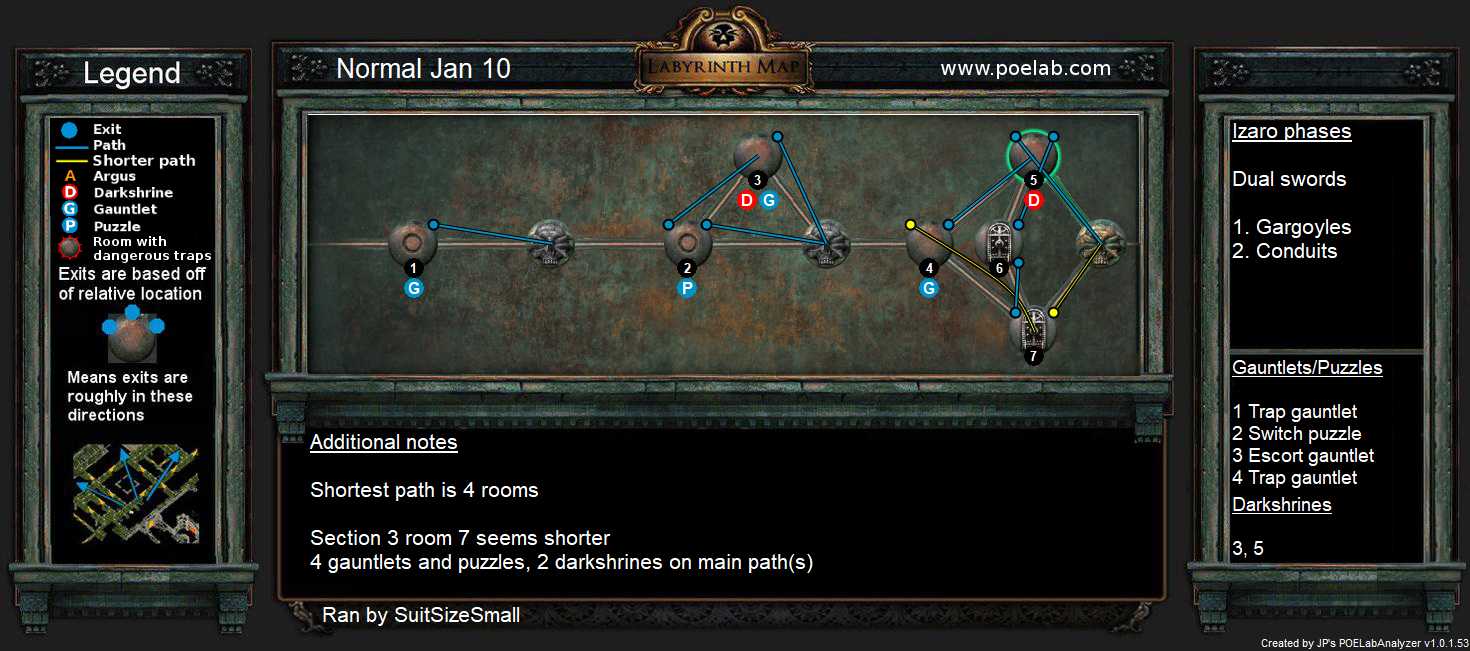 Legend
Exit
Path
Shorter path
A Argus
D Darkshrine
G Gauntlet
P Puzzle
Room with
dangerous traps
Exits are based off
of relative location
Means exits are
roughly in these
directions
Normal Jan 10
LABYRINTH MAP
www.poelab.com
1
G
2
P
3
D G
4
G
5
D
6
7
Additional notes
Shortest path is 4 rooms
Section 3 room 7 seems shorter
4 gauntlets and puzzles, 2 darkshrines on main path(s)
Ran by SuitSizeSmall
Izaro phases
Dual swords
1. Gargoyles
2. Conduits
Gauntlets/Puzzles
1 Trap gauntlet
2 Switch puzzle
3 Escort gauntlet
4 Trap gauntlet
Darkshrines
3, 5
Created by JP's POELabAnalyzer v1.0.1.53